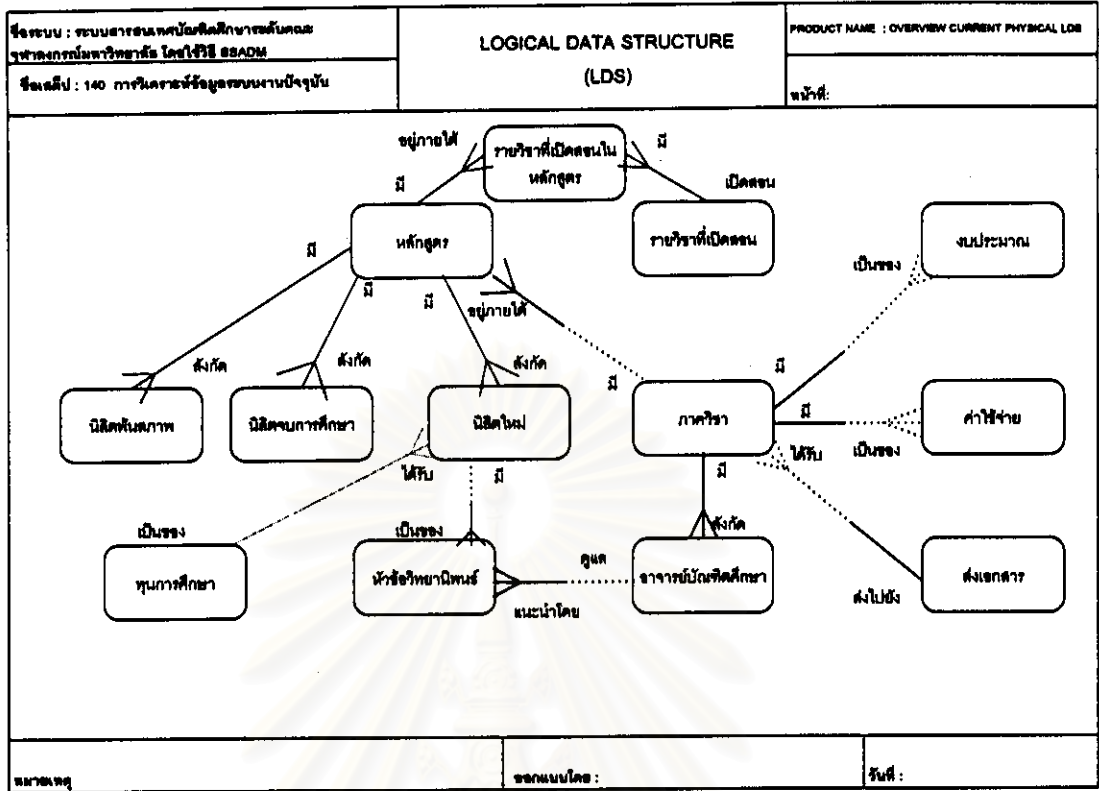 ชื่อระบบ : ระบบสารสนเทศบัณฑิตศึกษาระดับคณะ
จุฬาลงกรณ์มหาวิทยาลัย โดยใช้วิธี SSADM
ชื่อสเต็ป : 140 การวิเคราะห์ข้อมูลระบบงานปัจจุบัน
LOGICAL DATA STRUCTURE
(LDS)
PRODUCT NAME : OVERVIEW CURRENT PHYSICAL LDS
หน้าที่:
อยู่ภายใต้
รายวิชาที่เปิดสอนใน
หลักสูตร
มี
มี
เปิดสอน
หลักสูตร
รายวิชาที่เปิดสอน
งบประมาณ
มี
เป็นของ
มี
มี
อยู่ภายใต้
สังกัด
สังกัด
สังกัด
มี
มี
นิสิตพ้นสภาพ
นิสิตจบการศึกษา
นิสิตใหม่
ภาควิชา
มี
ค่าใช้จ่าย
ได้รับ
มี
มี
ได้รับ
เป็นของ
เป็นของ
เป็นของ
สังกัด
ทุนการศึกษา
หัวข้อวิทยานิพนธ์
ดูแล
อาจารย์บัณฑิตศึกษา
ส่งเอกสาร
แนะนำโดย
ส่งไปยัง
หมายเหตุ
ออกแบบโดย :
วันที่ :